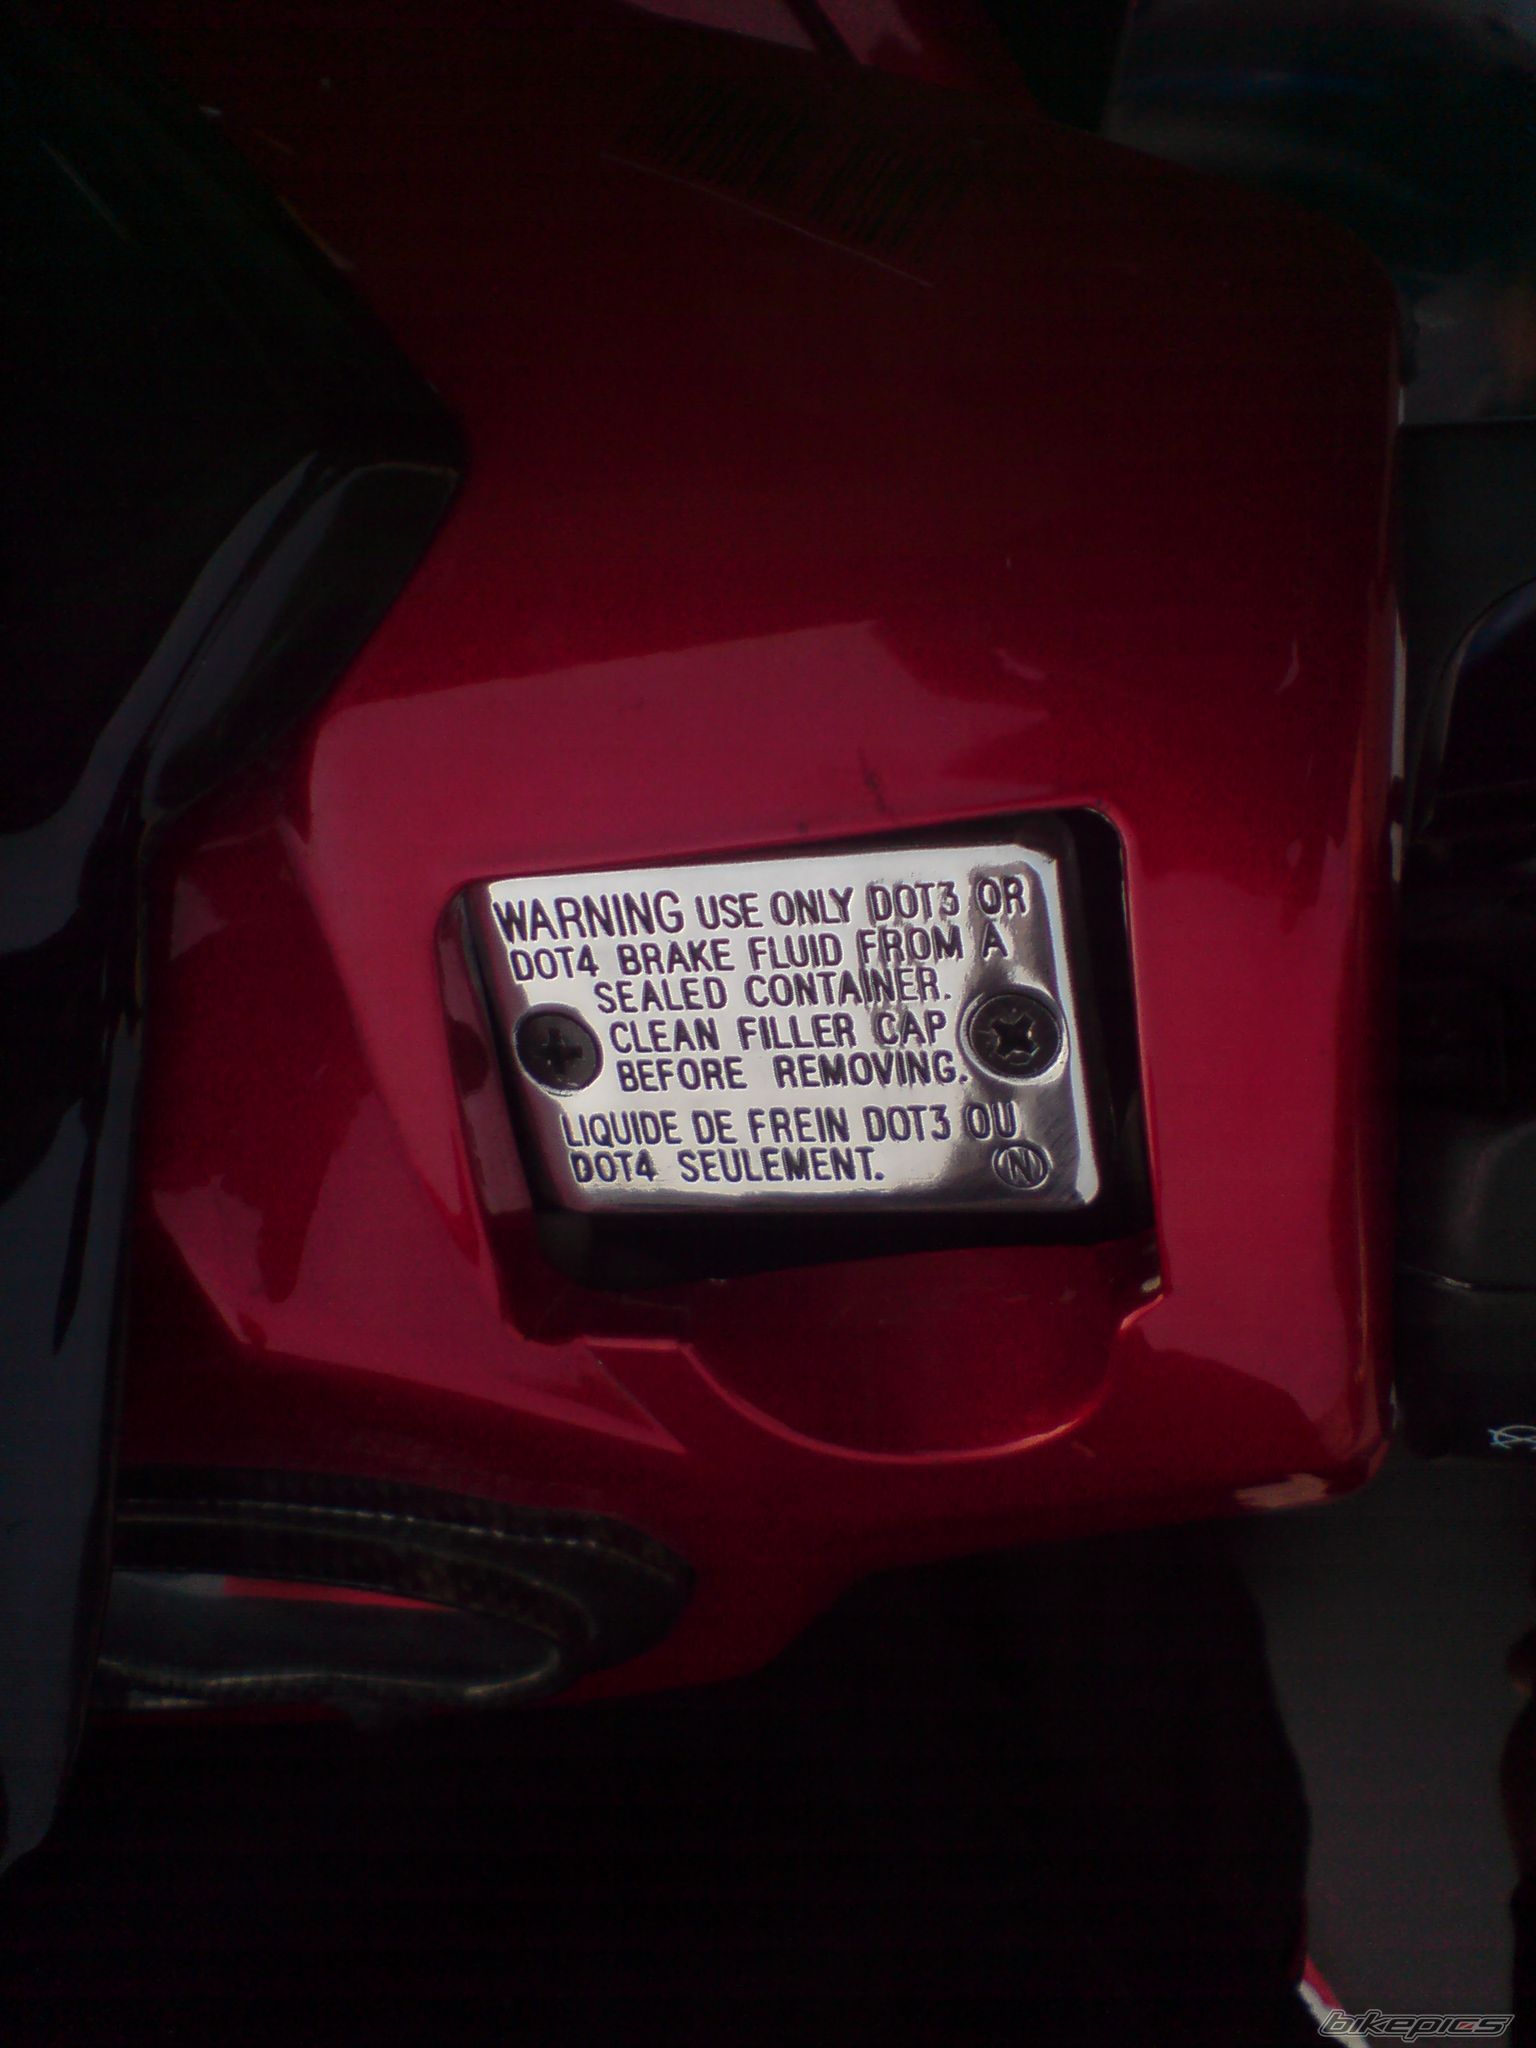 WARNING USE ONLY DOT3 OR
DOT4 BRAKE FLUID FROM A
SEALED CONTAINER.
CLEAN FILLER CAP
BEFORE REMOVING.
LIQUIDE DE FREIN DOT3 OU
DOT4 SEULEMENT.
N
bikepics